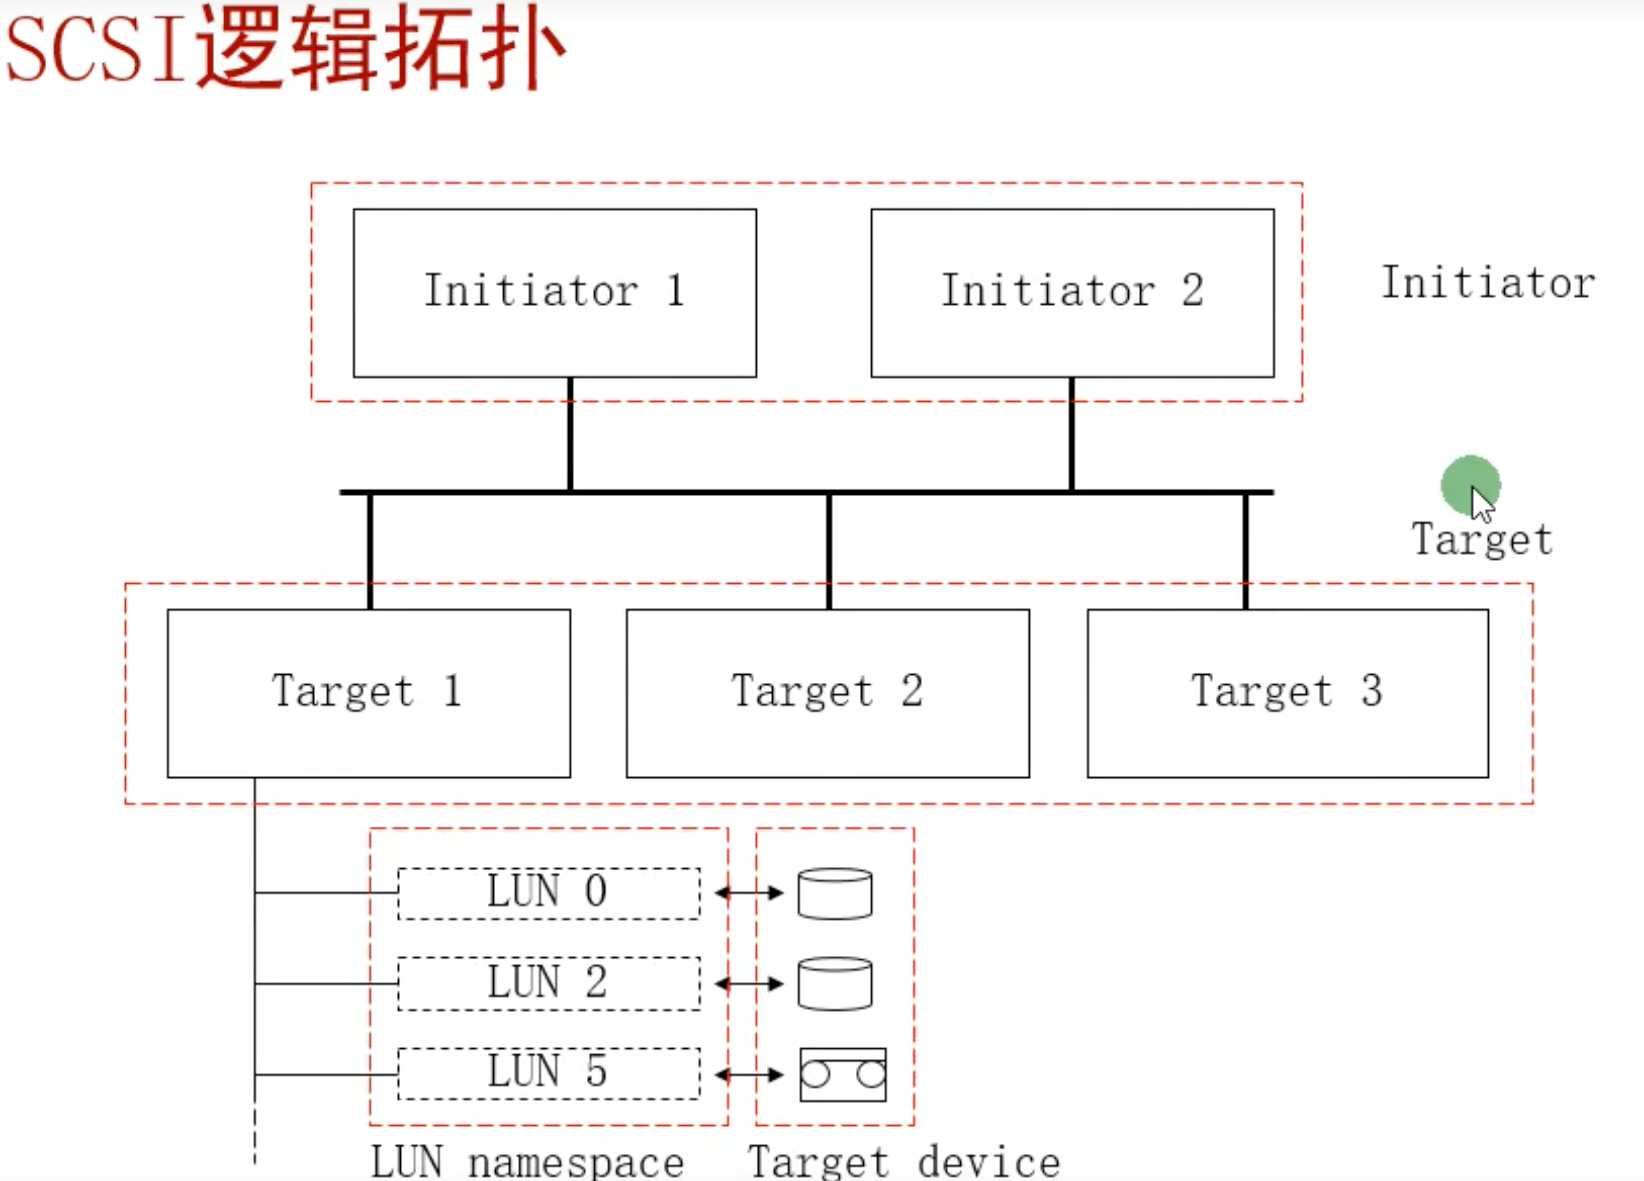 SCSI逻辑拓扑
Initiator 1
Initiator 2
Initiator
Target
Target 1
Target 2
Target 3
LUN 0
LUN 2
LUN 5
LUN namespace
Target device